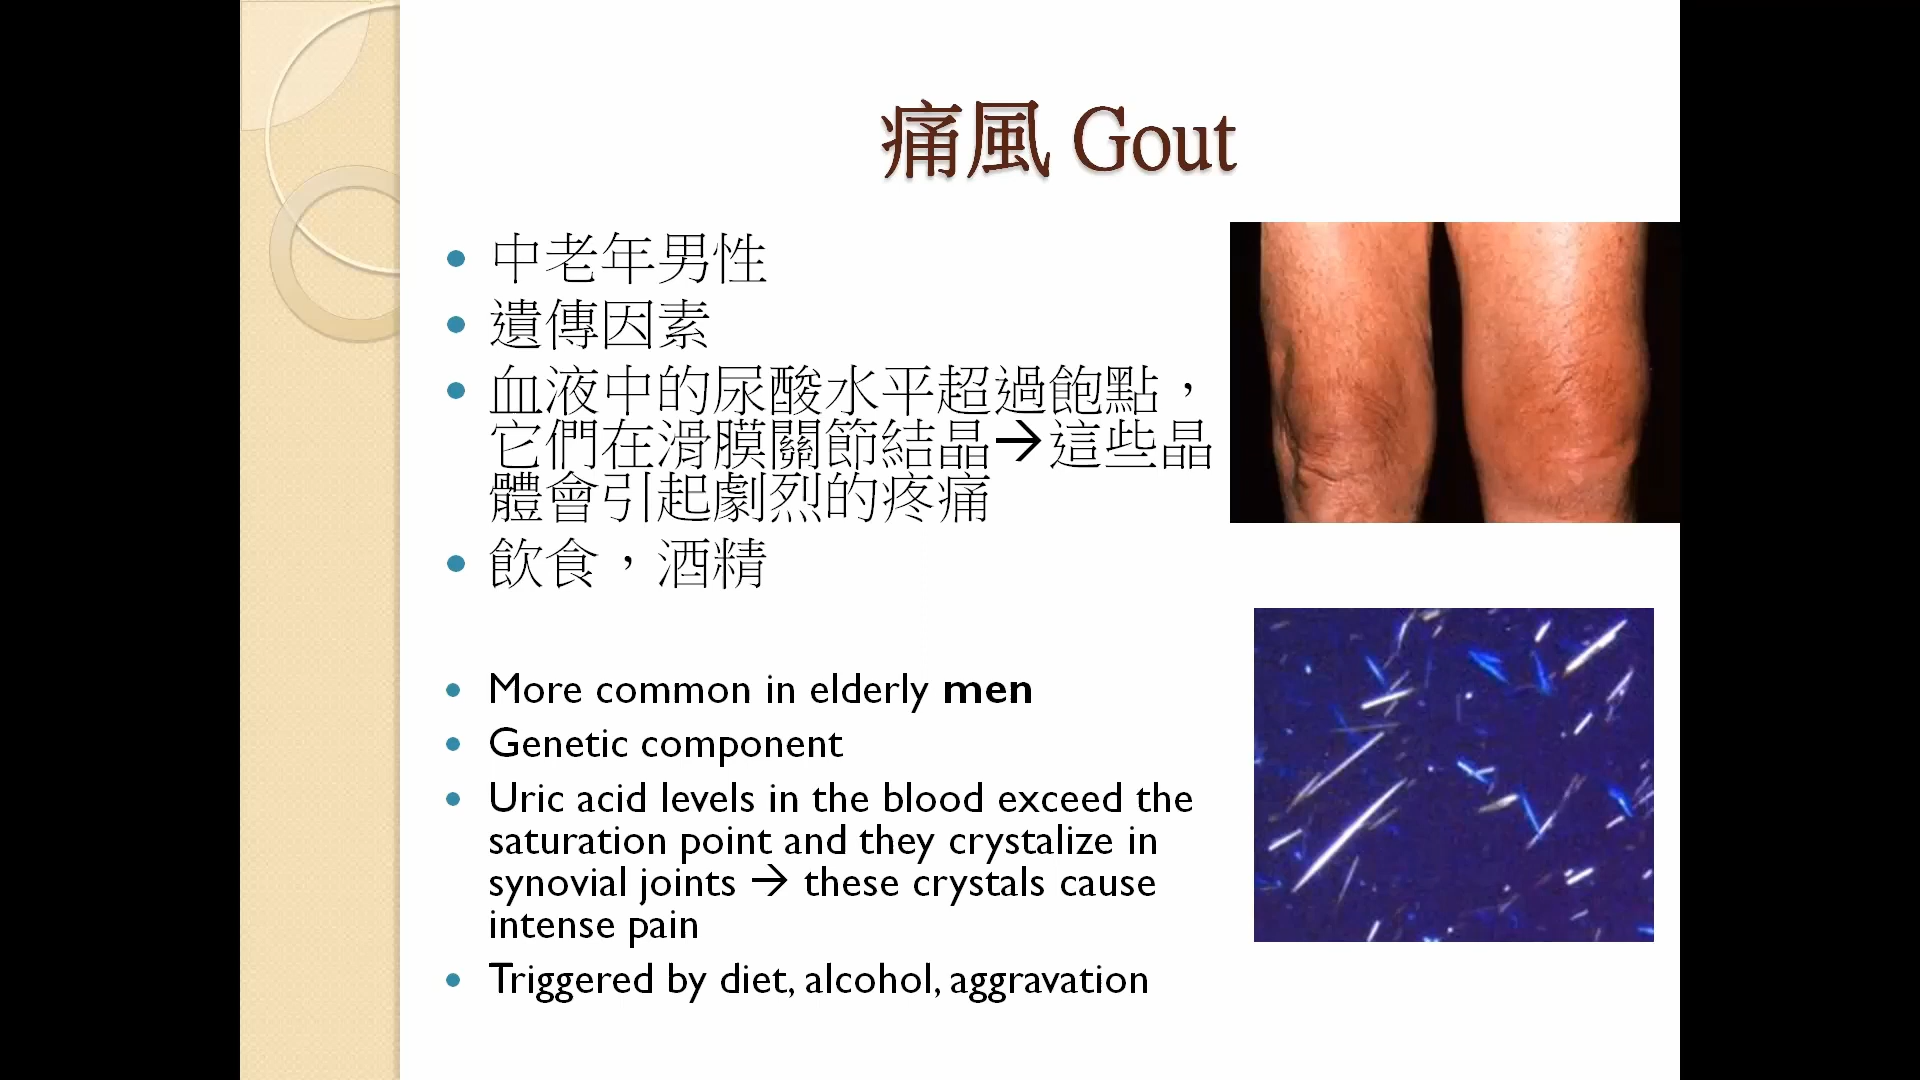 痛風 Gout
• 中老年男性
• 遺傳因素
• 血液中的尿酸水平超過飽點，
它們在滑膜關節結晶→這些晶
體會引起劇烈的疼痛
• 飲食，酒精
• More common in elderly men
• Genetic component
• Uric acid levels in the blood exceed the
saturation point and they crystalize in
synovial joints → these crystals cause
intense pain
• Triggered by diet, alcohol, aggravation